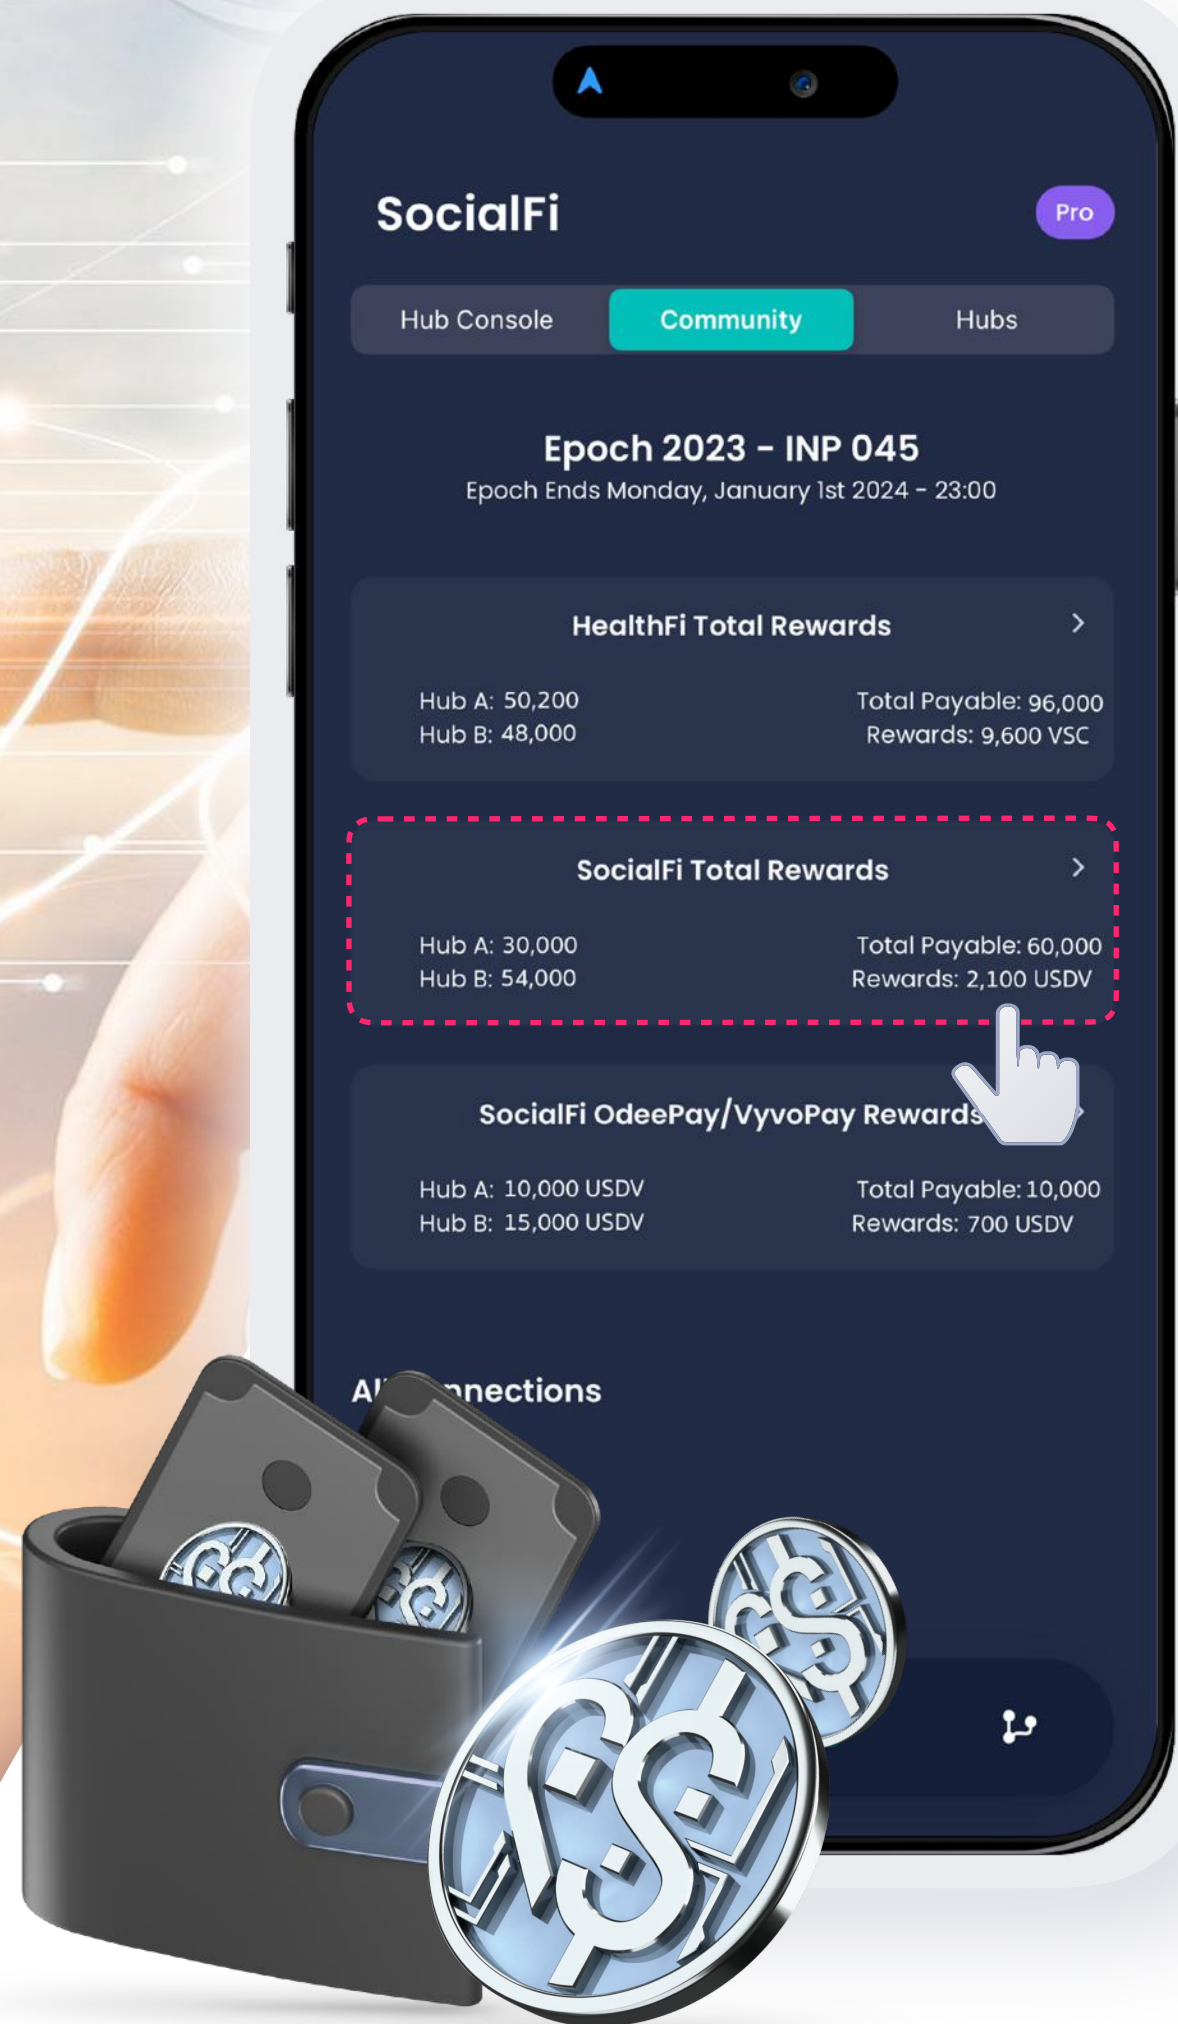 SocialFi
Pro
Hub Console
Community
Hubs
Epoch 2023 - INP 045
Epoch Ends Monday, January 1st 2024 - 23:00
HealthFi Total Rewards
Hub A: 50,200
Total Payable: 96,000
Hub B: 48,000
Rewards: 9,600 VSC
SocialFi Total Rewards
Hub A: 30,000
Total Payable: 60,000
Hub B: 54,000
Rewards: 2,100 USDV
SocialFi OdeePay/VyvoPay Rewards
Hub A: 10,000 USDV
Total Payable: 10,000
Hub B: 15,000 USDV
Rewards: 700 USDV